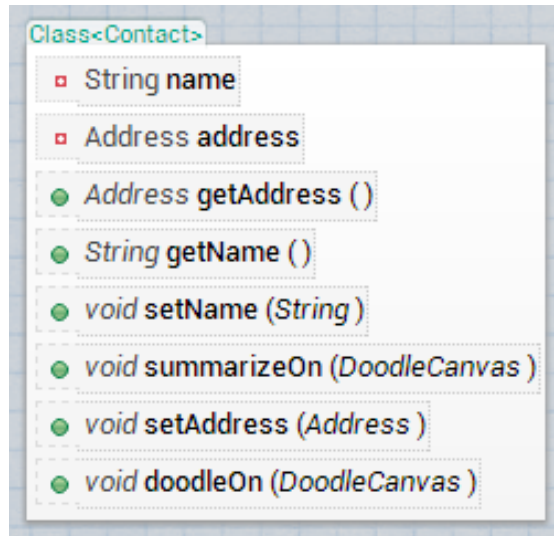 Class<Contact>
String name
Address address
Address getAddress ()
String getName ()
void setName (String )
void summarizeOn (DoodleCanvas )
void setAddress (Address )
void doodleOn (DoodleCanvas )